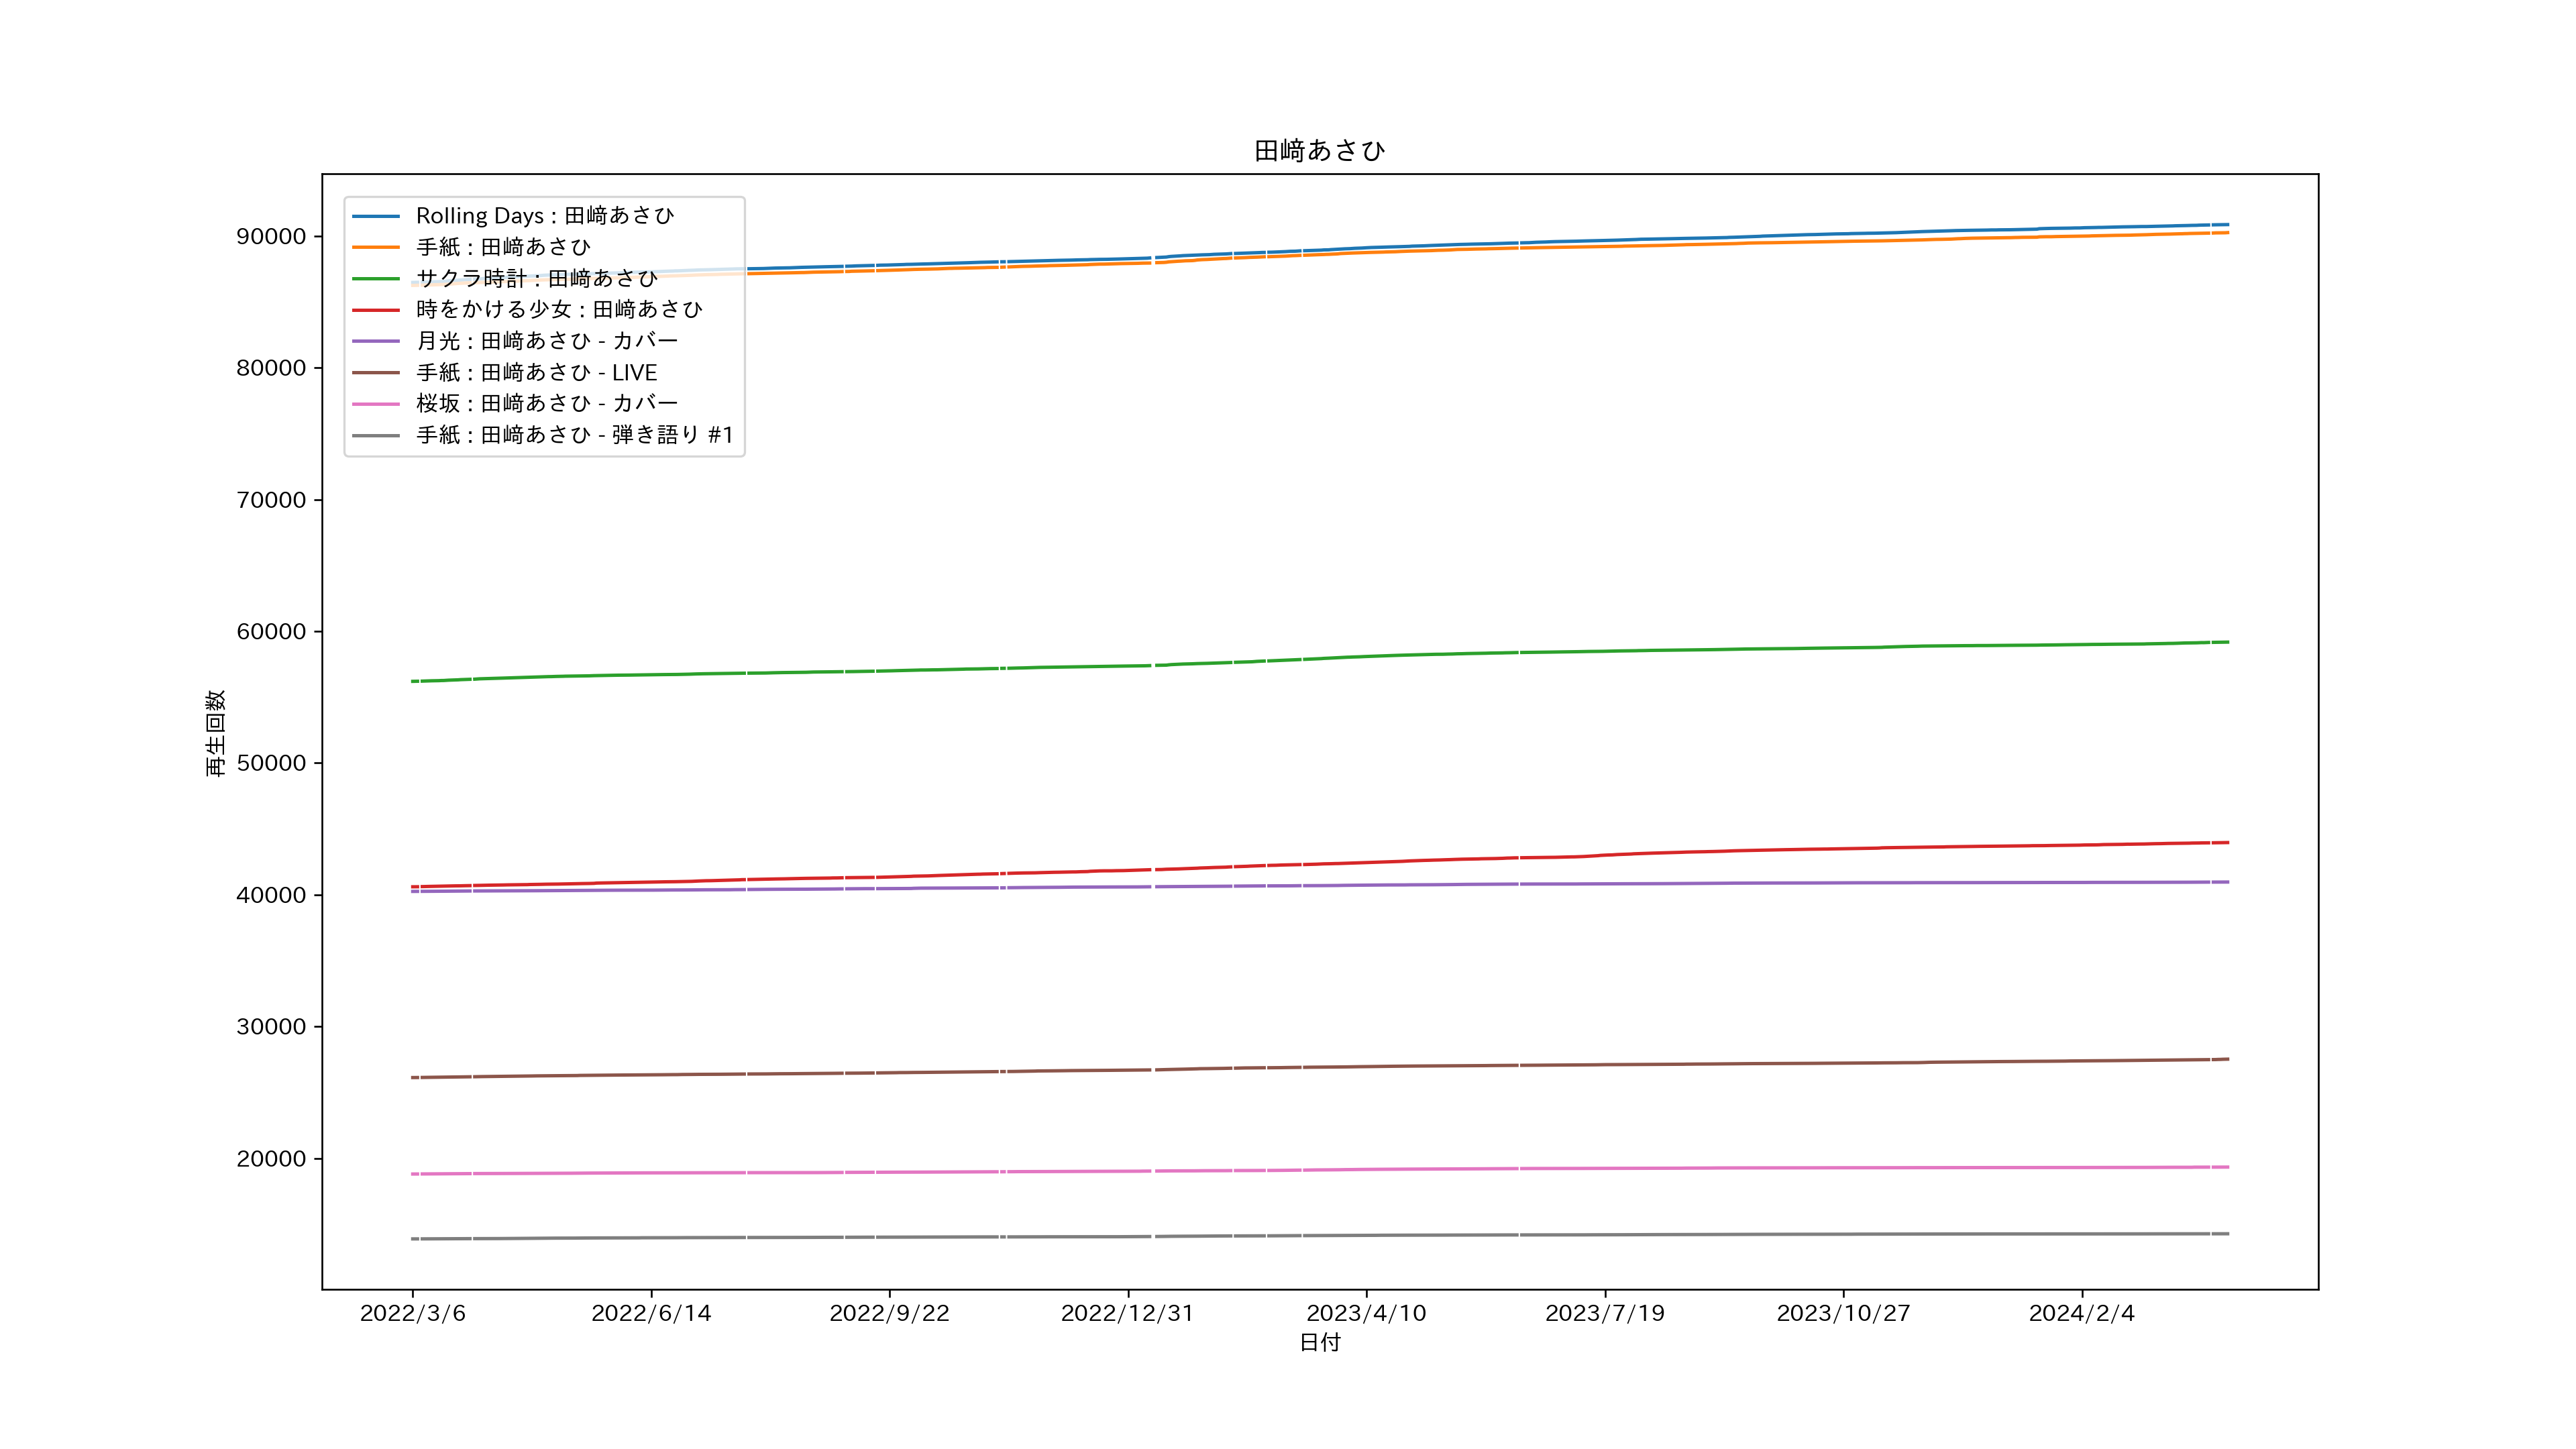 田﨑あさひ
Rolling Days : 田﨑あさひ
手紙 : 田﨑あさひ
サクラ時計 : 田﨑あさひ
時をかける少女 : 田﨑あさひ
月光 : 田﨑あさひ - カバー
手紙 : 田﨑あさひ - LIVE
桜坂 : 田﨑あさひ - カバー
手紙 : 田﨑あさひ - 弾き語り #1
90000
80000
70000
60000
50000
40000
30000
20000
再生回数
2022/3/6 2022/6/14 2022/9/22 2022/12/31 2023/4/10 2023/7/19 2023/10/27 2024/2/4
日付